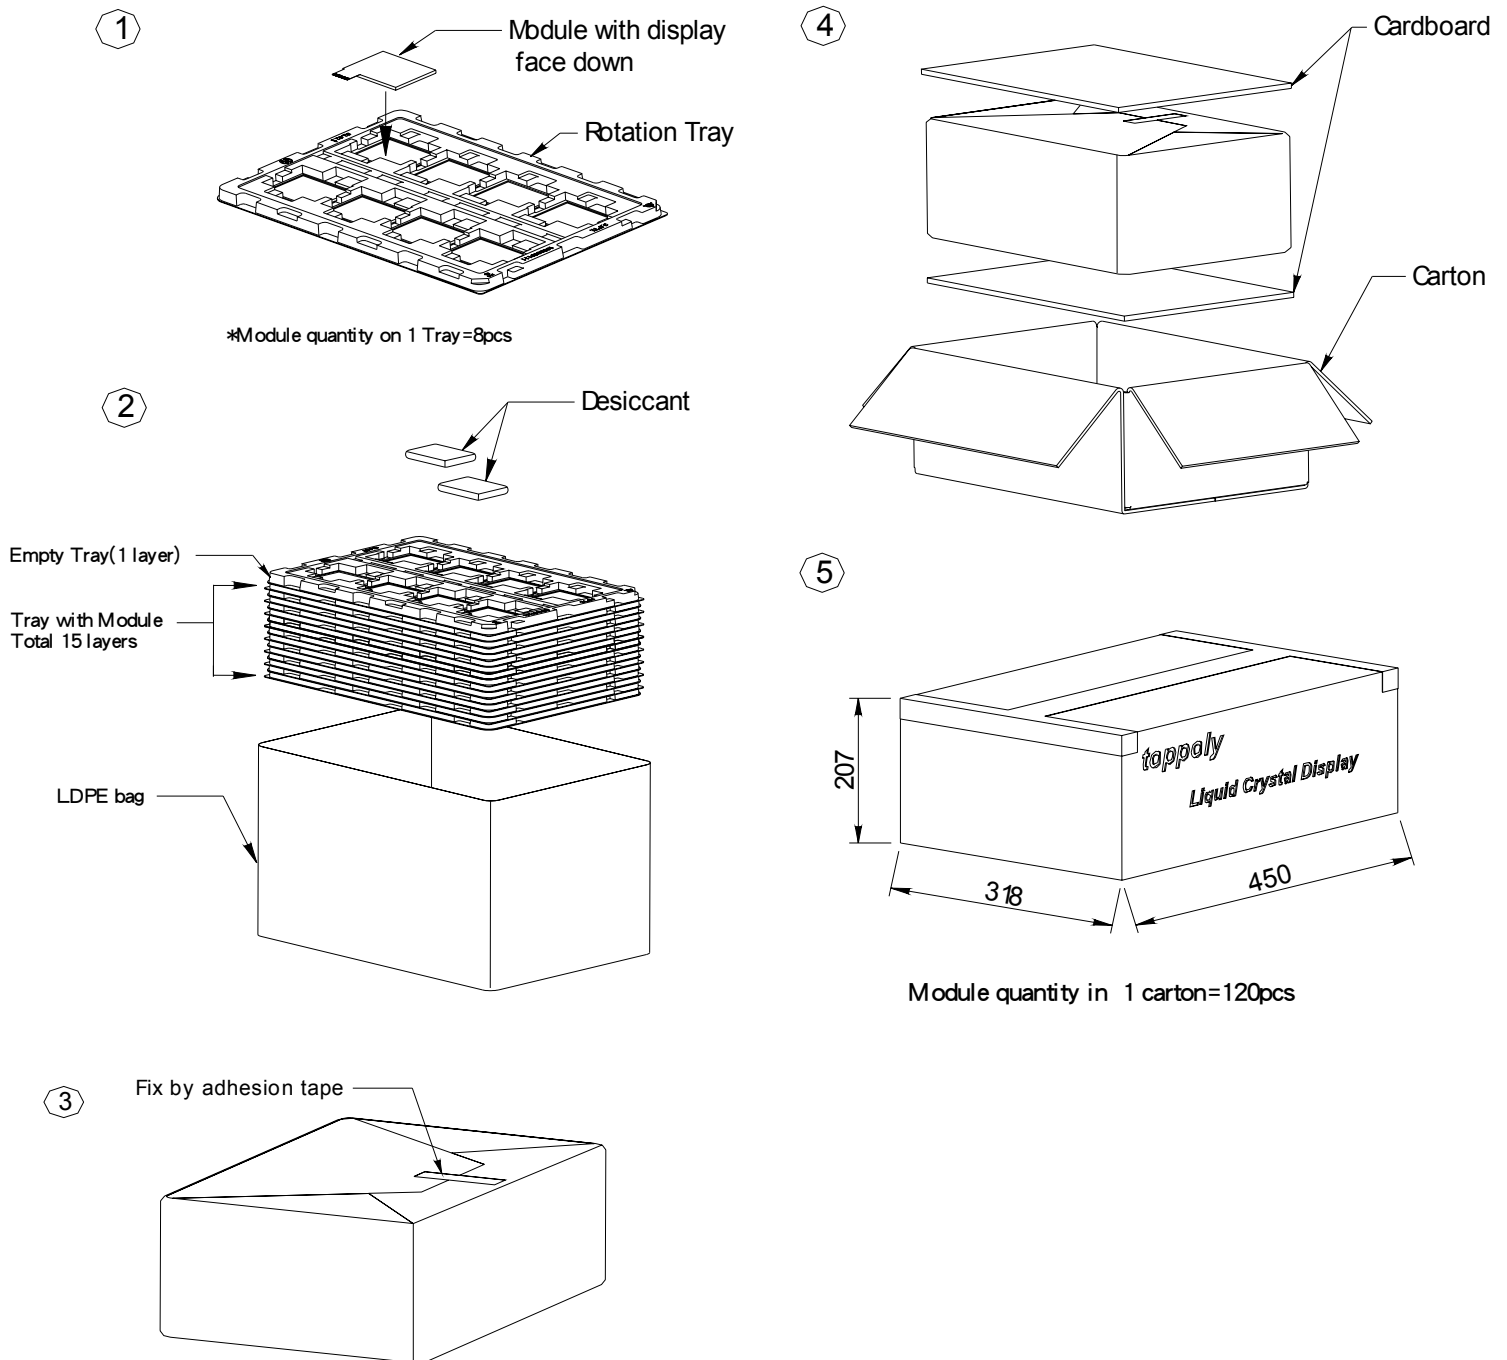 1
Module with display
face down
Rotation Tray
*Module quantity on 1 Tray=8pcs
2
Desiccant
Empty Tray(1 layer)
Tray with Module
Total 15 layers
LDPE bag
3
Fix by adhesion tape
4
Cardboard
Carton
5
207
318
450
toppoly
Liquid Crystal Display
Module quantity in 1 carton=120pcs